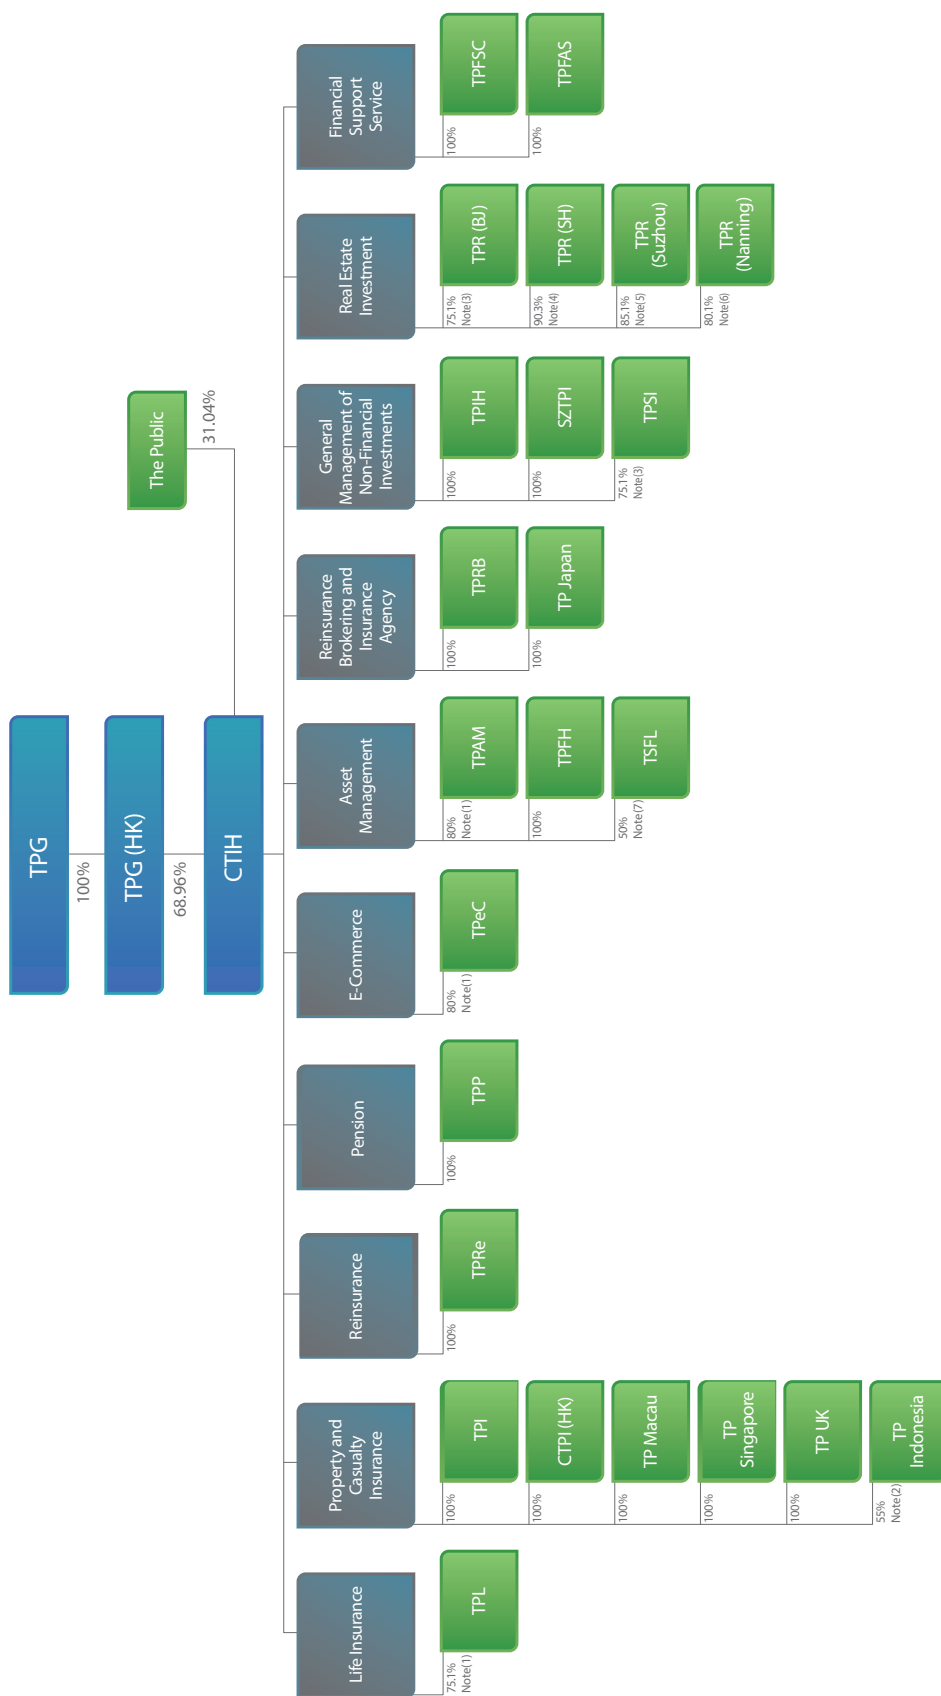 TPG
100%
TPG (HK)
68.96%
CTIH
The Public
31.04%
Life Insurance
75.1%
Note(1)
TPL
Property and
Casualty
Insurance
100%
TPI
100%
CTPI (HK)
100%
TP Macau
100%
TP
Singapore
100%
TP UK
55%
Note(2)
TP
Indonesia
Reinsurance
100%
TPRe
Pension
100%
TPP
E-Commerce
80%
Note(1)
TPeC
Asset
Management
80%
Note(1)
TPAM
100%
TPFH
50%
Note(7)
TSFL
Reinsurance
Brokering and
Insurance
Agency
100%
TPRB
100%
TP Japan
General
Management of
Non-Financial
Investments
100%
TPIH
100%
SZTPI
75.1%
Note(3)
TPSI
Real Estate
Investment
75.1%
Note(3)
TPR (BJ)
90.3%
Note(4)
TPR (SH)
85.1%
Note(5)
TPR
(Suzhou)
80.1%
Note(6)
TPR
(Nanning)
Financial
Support
Service
100%
TPFSC
100%
TPFAS